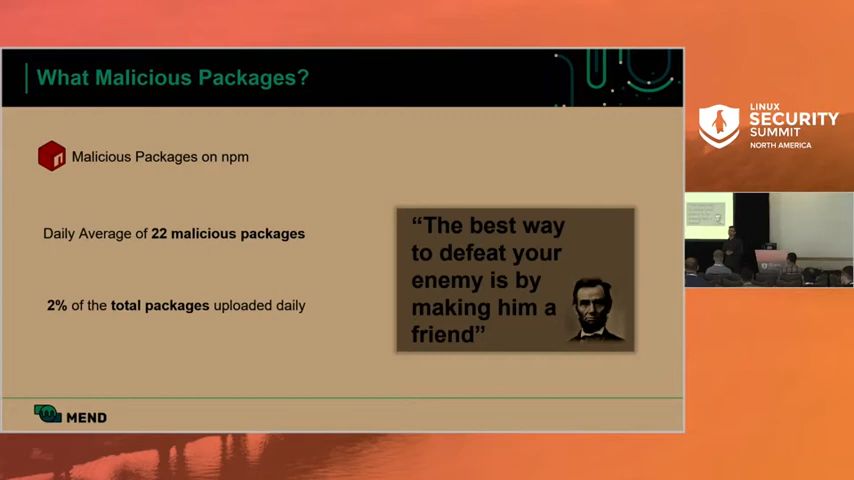 What Malicious Packages?
Malicious Packages on npm
Daily Average of 22 malicious packages
2% of the total packages uploaded daily
“The best way
to defeat your
enemy is by
making him a
friend”
MEND
LINUX
SECURITY
SUMMIT
NORTH AMERICA